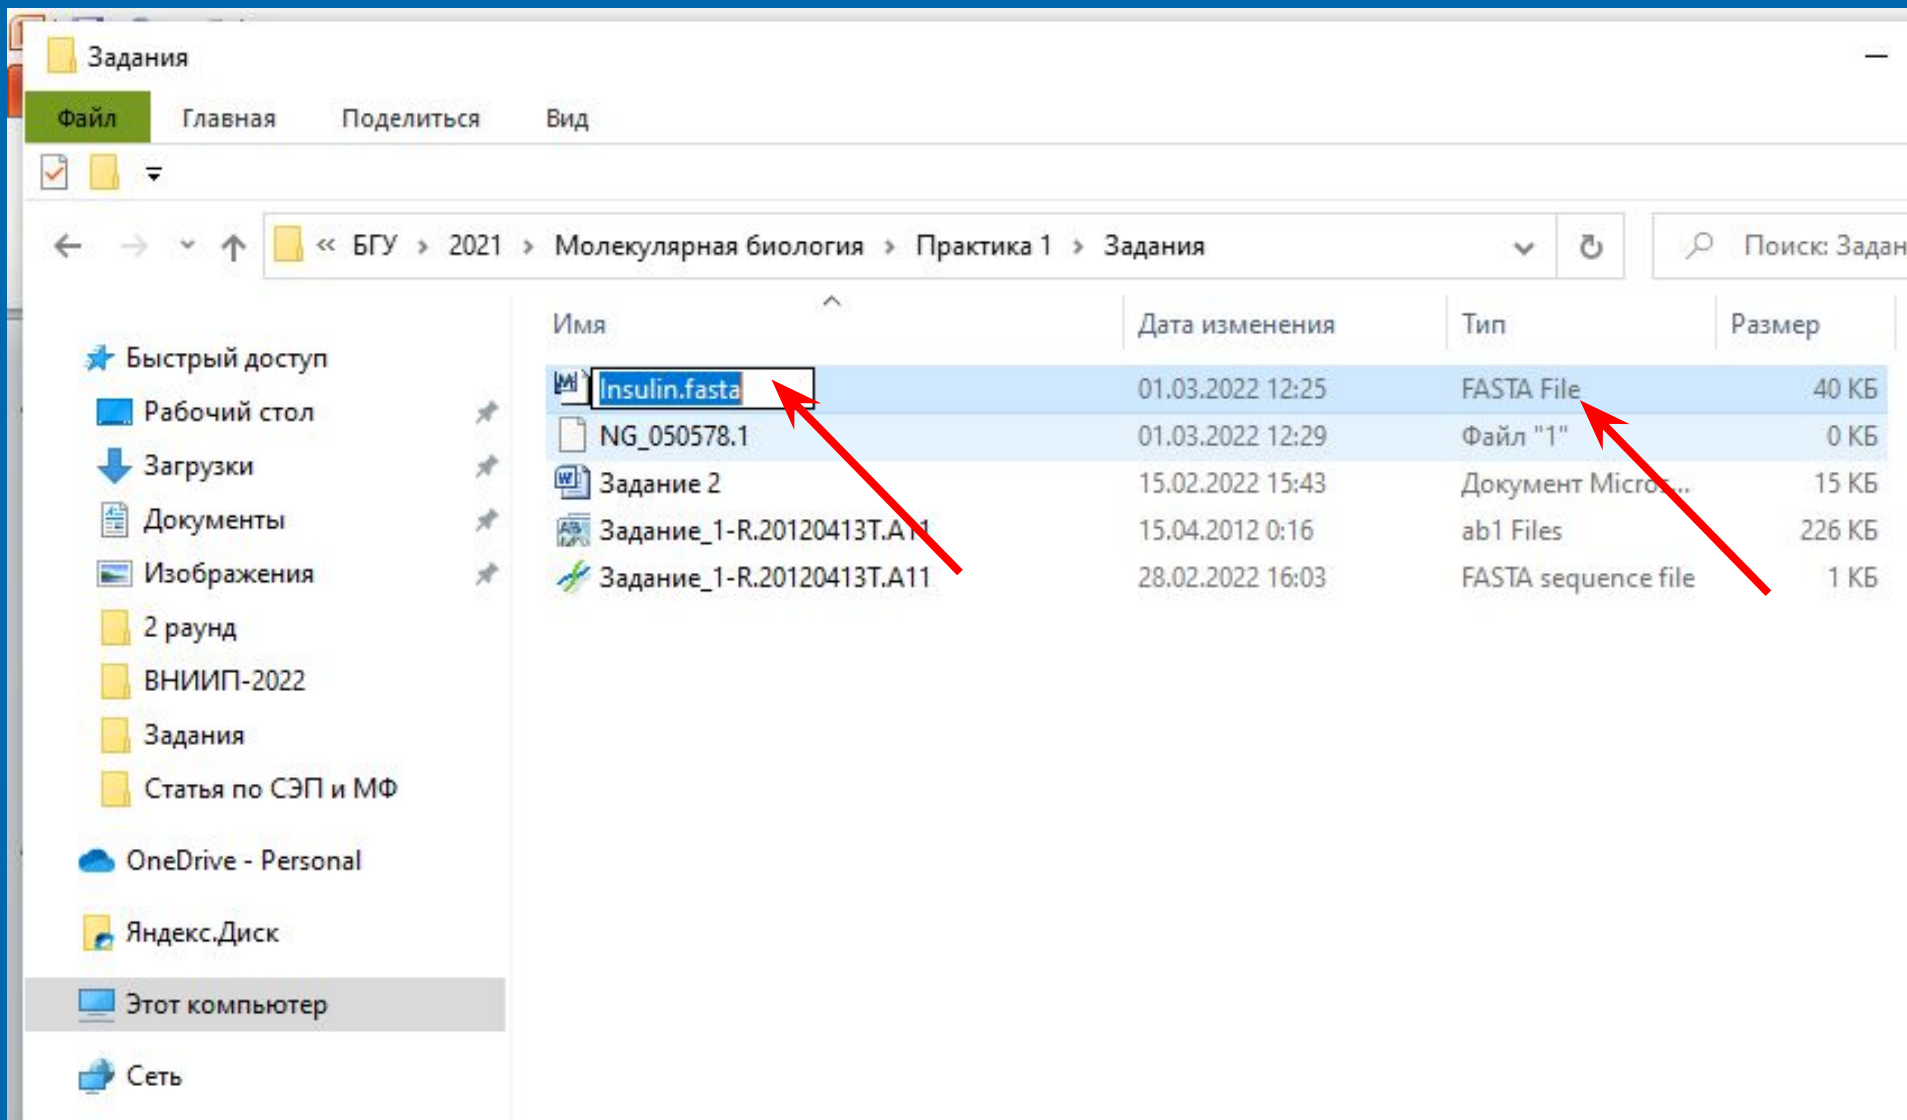 Задания
Файл Главная Поделиться Вид
« БГУ › 2021 › Молекулярная биология › Практика 1 › Задания Поиск: Задан
Имя Дата изменения Тип Размер
Insulin.fasta 01.03.2022 12:25 FASTA File 40 КБ
NG_050578.1 01.03.2022 12:29 Файл "1" 0 КБ
Задание 2 15.02.2022 15:43 Документ Micros... 15 КБ
Задание_1-R.20120413T.A11 15.04.2012 0:16 ab1 Files 226 КБ
Задание_1-R.20120413T.A11 28.02.2022 16:03 FASTA sequence file 1 КБ
Быстрый доступ
Рабочий стол
Загрузки
Документы
Изображения
2 раунд
ВНИИП-2022
Задания
Статья по СЭП и МФ
OneDrive - Personal
Яндекс.Диск
Этот компьютер
Сеть